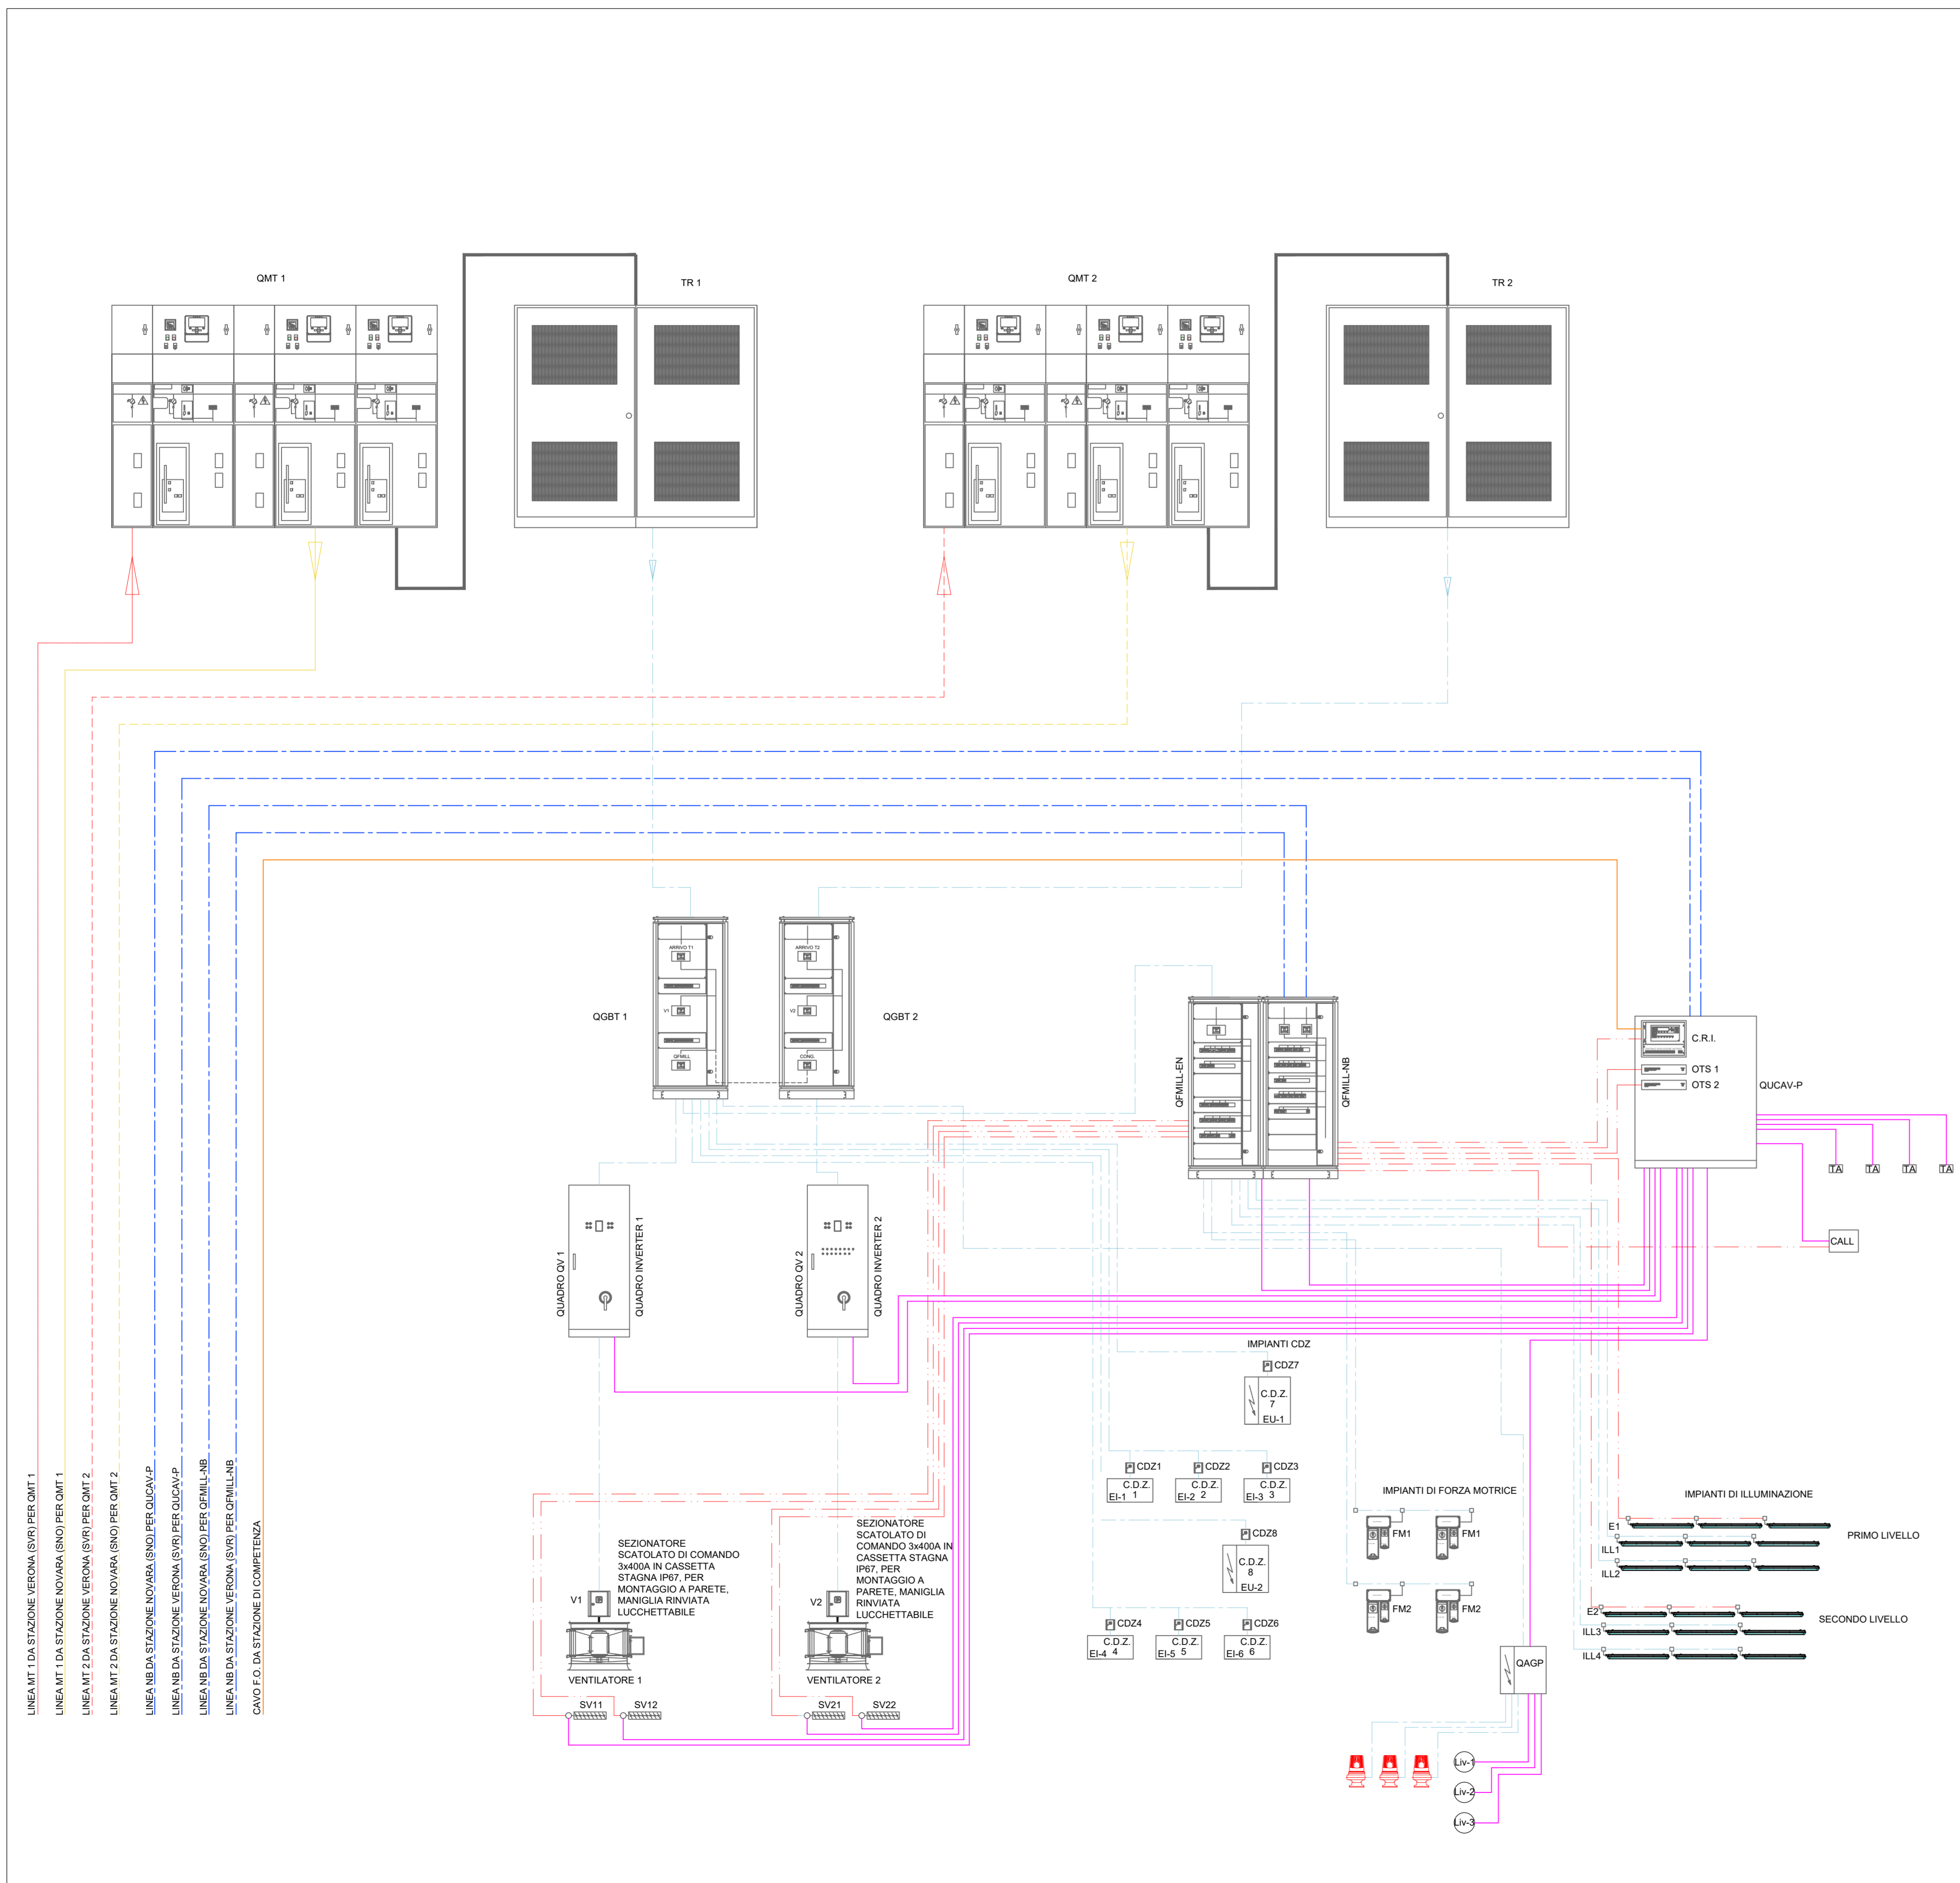 QMT 1
TR 1
QMT 2
TR 2
LINEA MT 1 DA STAZIONE VERONA (SVR) PER QMT 1
LINEA MT 1 DA STAZIONE NOVARA (SNO) PER QMT 1
LINEA MT 2 DA STAZIONE VERONA (SVR) PER QMT 2
LINEA MT 2 DA STAZIONE NOVARA (SNO) PER QMT 2
LINEA NB DA STAZIONE NOVARA (SNO) PER QUCAV-P
LINEA NB DA STAZIONE VERONA (SVR) PER QUCAV-P
LINEA NB DA STAZIONE NOVARA (SNO) PER QFMILL-NB
LINEA NB DA STAZIONE VERONA (SVR) PER QFMILL-NB
CAVO F.O. DA STAZIONE DI COMPETENZA
QGBT 1
ARRIVO T1
V1
QFMILL
ARRIVO T2
V2
CONG.
QGBT 2
QFMILL-EN
QFMILL-NB
C.R.I.
OTS 1
OTS 2
QUCAV-P
TA
TA
TA
TA
CALL
QUADRO QV 1
QUADRO INVERTER 1
QUADRO QV 2
QUADRO INVERTER 2
IMPIANTI CDZ
CDZ7
C.D.Z.
7
EU-1
CDZ1
CDZ2
CDZ3
C.D.Z.
EI-1 1
C.D.Z.
EI-2 2
C.D.Z.
EI-3 3
CDZ8
C.D.Z.
8
EU-2
CDZ4
CDZ5
CDZ6
C.D.Z.
EI-4 4
C.D.Z.
EI-5 5
C.D.Z.
EI-6 6
IMPIANTI DI FORZA MOTRICE
FM1
FM1
FM2
FM2
IMPIANTI DI ILLUMINAZIONE
E1
PRIMO LIVELLO
ILL1
ILL2
E2
SECONDO LIVELLO
ILL3
ILL4
SEZIONATORE
SCATOLATO DI COMANDO
3x400A IN CASSETTA
STAGNA IP67, PER
MONTAGGIO A PARETE,
MANIGLIA RINVIATA
LUCCHETTABILE
V1
VENTILATORE 1
SEZIONATORE
SCATOLATO DI
COMANDO 3x400A IN
CASSETTA STAGNA
IP67, PER
MONTAGGIO A
PARETE, MANIGLIA
RINVIATA
LUCCHETTABILE
V2
VENTILATORE 2
SV11
SV12
SV21
SV22
QAGP
Liv-1
Liv-2
Liv-3